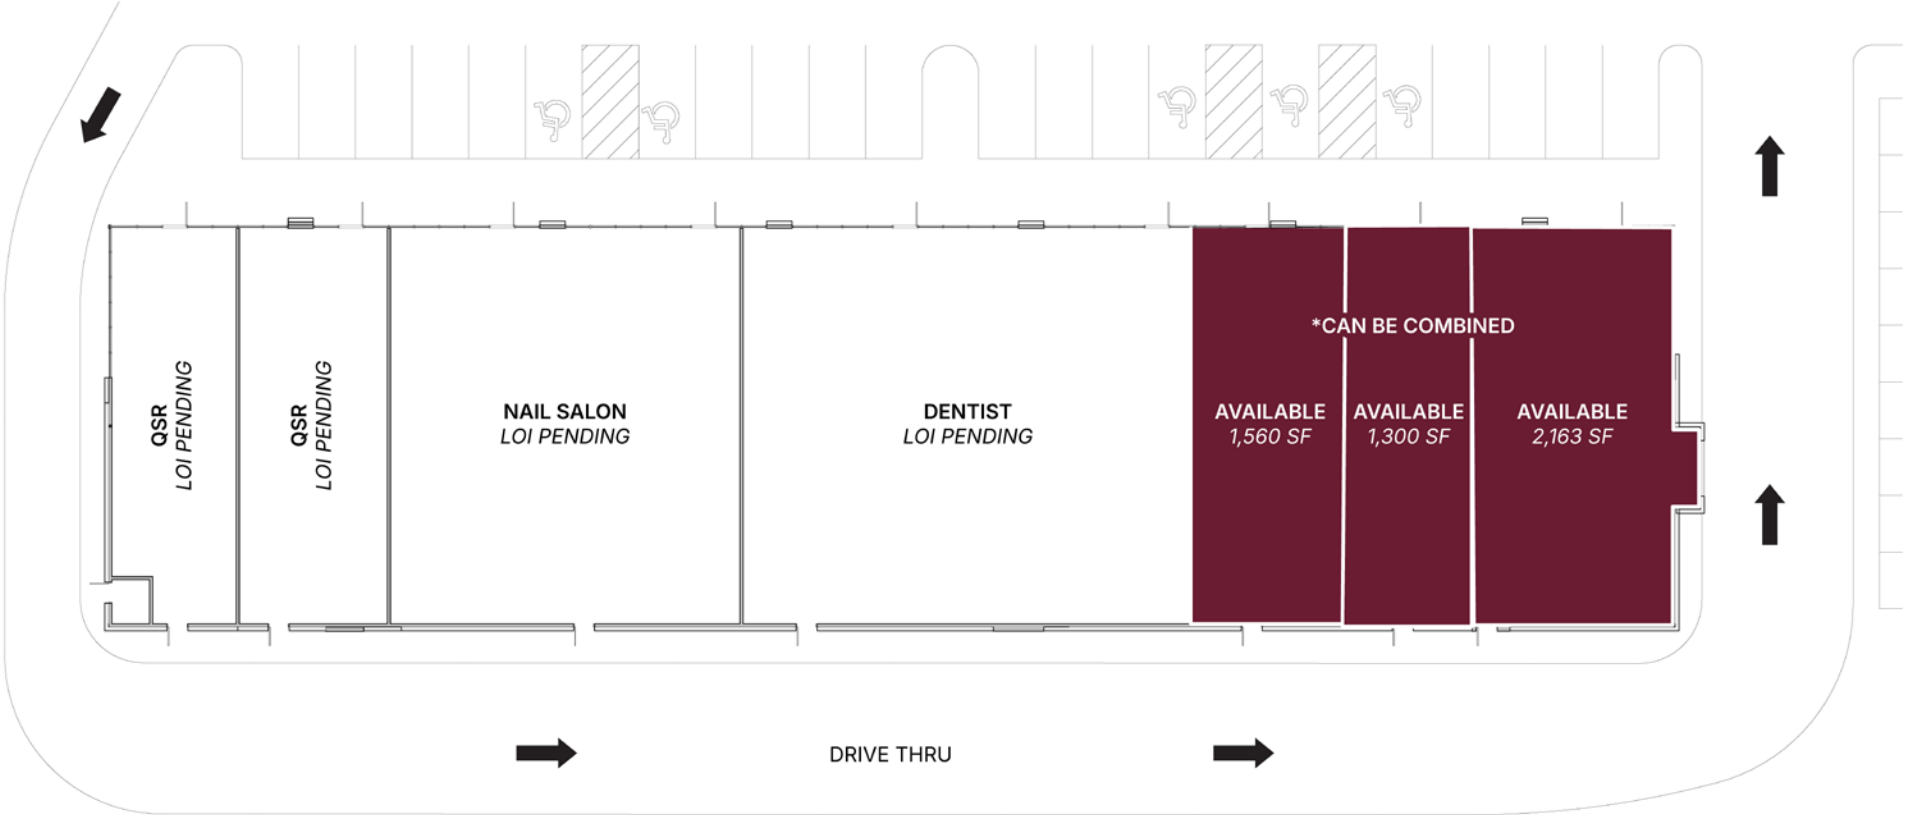 *CAN BE COMBINED
QSR
LOI PENDING
QSR
LOI PENDING
NAIL SALON
LOI PENDING
DENTIST
LOI PENDING
AVAILABLE
1,560 SF
AVAILABLE
1,300 SF
AVAILABLE
2,163 SF
DRIVE THRU